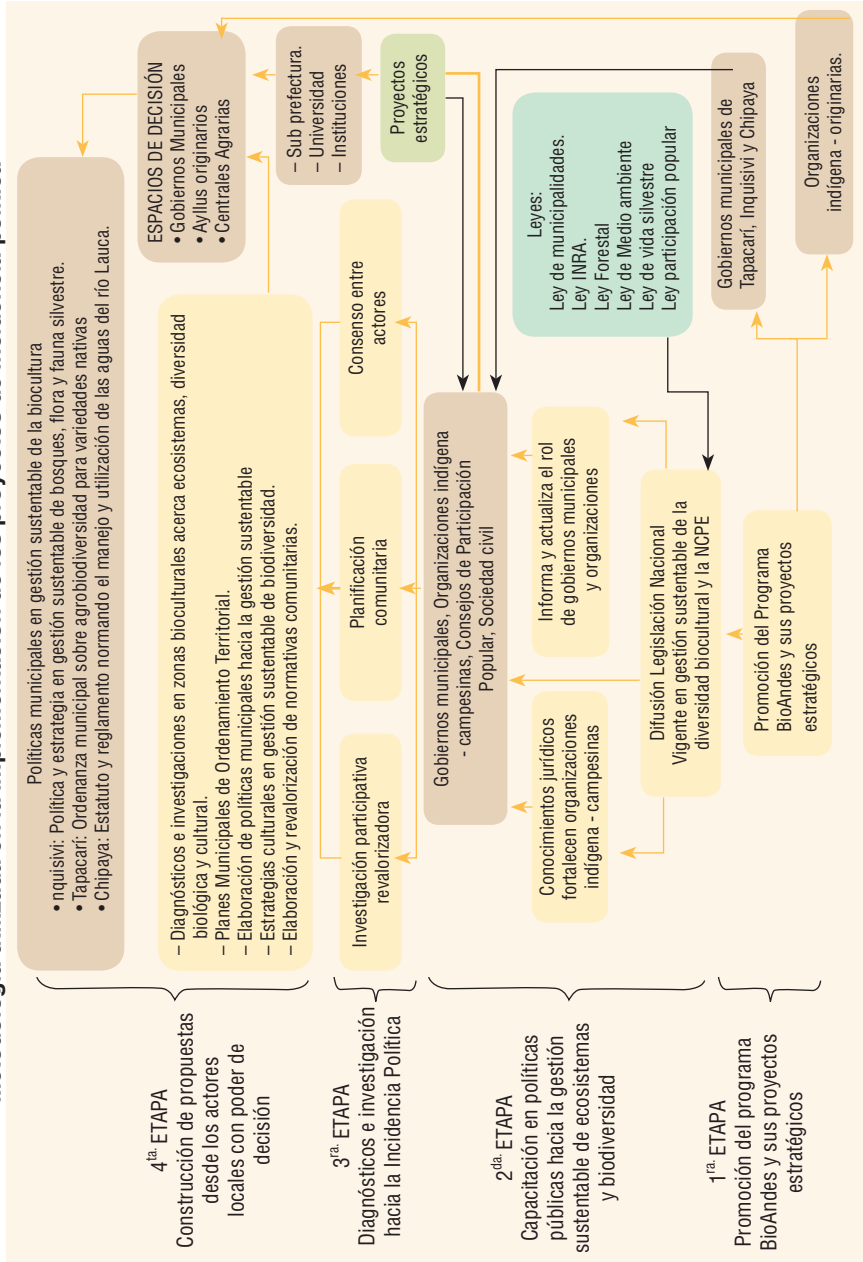 Políticas municipales en gestión sustentable de la biocultura
• nquisivi: Política y estrategia en gestión sustentable de bosques, flora y fauna silvestre.
• Tapacarí: Ordenanza municipal sobre agrobiodiversidad para variedades nativas
• Chipaya: Estatuto y reglamento normando el manejo y utilización de las aguas del río Lauca.
4ta. ETAPA
Construcción de propuestas
desde los actores
locales con poder de
decisión
– Diagnósticos e investigaciones en zonas bioculturales acerca ecosistemas, diversidad
biológica y cultural.
– Planes Municipales de Ordenamiento Territorial.
– Elaboración de políticas municipales hacia la gestión sustentable
– Estrategias culturales en gestión sustentable de biodiversidad.
– Elaboración y revalorización de normativas comunitarias.
ESPACIOS DE DECISIÓN
• Gobiernos Municipales
• Ayllus originarios
• Centrales Agrarias
3ra. ETAPA
Diagnósticos e investigación
hacia la Incidencia Política
Investigación participativa
revalorizadora
Planificación
comunitaria
Consenso entre
actores
– Sub prefectura.
– Universidad
– Instituciones
Proyectos
estratégicos
2da. ETAPA
Capacitación en políticas
públicas hacia la gestión
sustentable de ecosistemas
y biodiversidad
Gobiernos municipales, Organizaciones indígena
- campesinas, Consejos de Participación
Popular, Sociedad civil
Conocimientos jurídicos
fortalecen organizaciones
indígena - campesinas
Informa y actualiza el rol
de gobiernos municipales
y organizaciones
Leyes:
Ley de municipalidades.
Ley INRA.
Ley Forestal
Ley de Medio ambiente
Ley de vida silvestre
Ley participación popular
Difusión Legislación Nacional
Vigente en gestión sustentable de la
diversidad biocultural y la NCPE
1ra. ETAPA
Promoción del programa
BioAndes y sus proyectos
estratégicos
Promoción del Programa
BioAndes y sus proyectos
estratégicos
Gobiernos municipales de
Tapacarí, Inquisivi y Chipaya
Organizaciones
indígena - originarias.